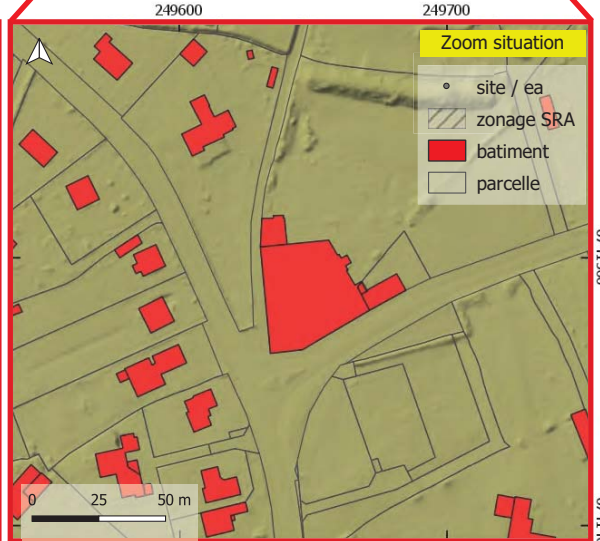 249600 249700
Zoom situation
site / ea
zonage SRA
batiment
parcelle
0 25 50 m